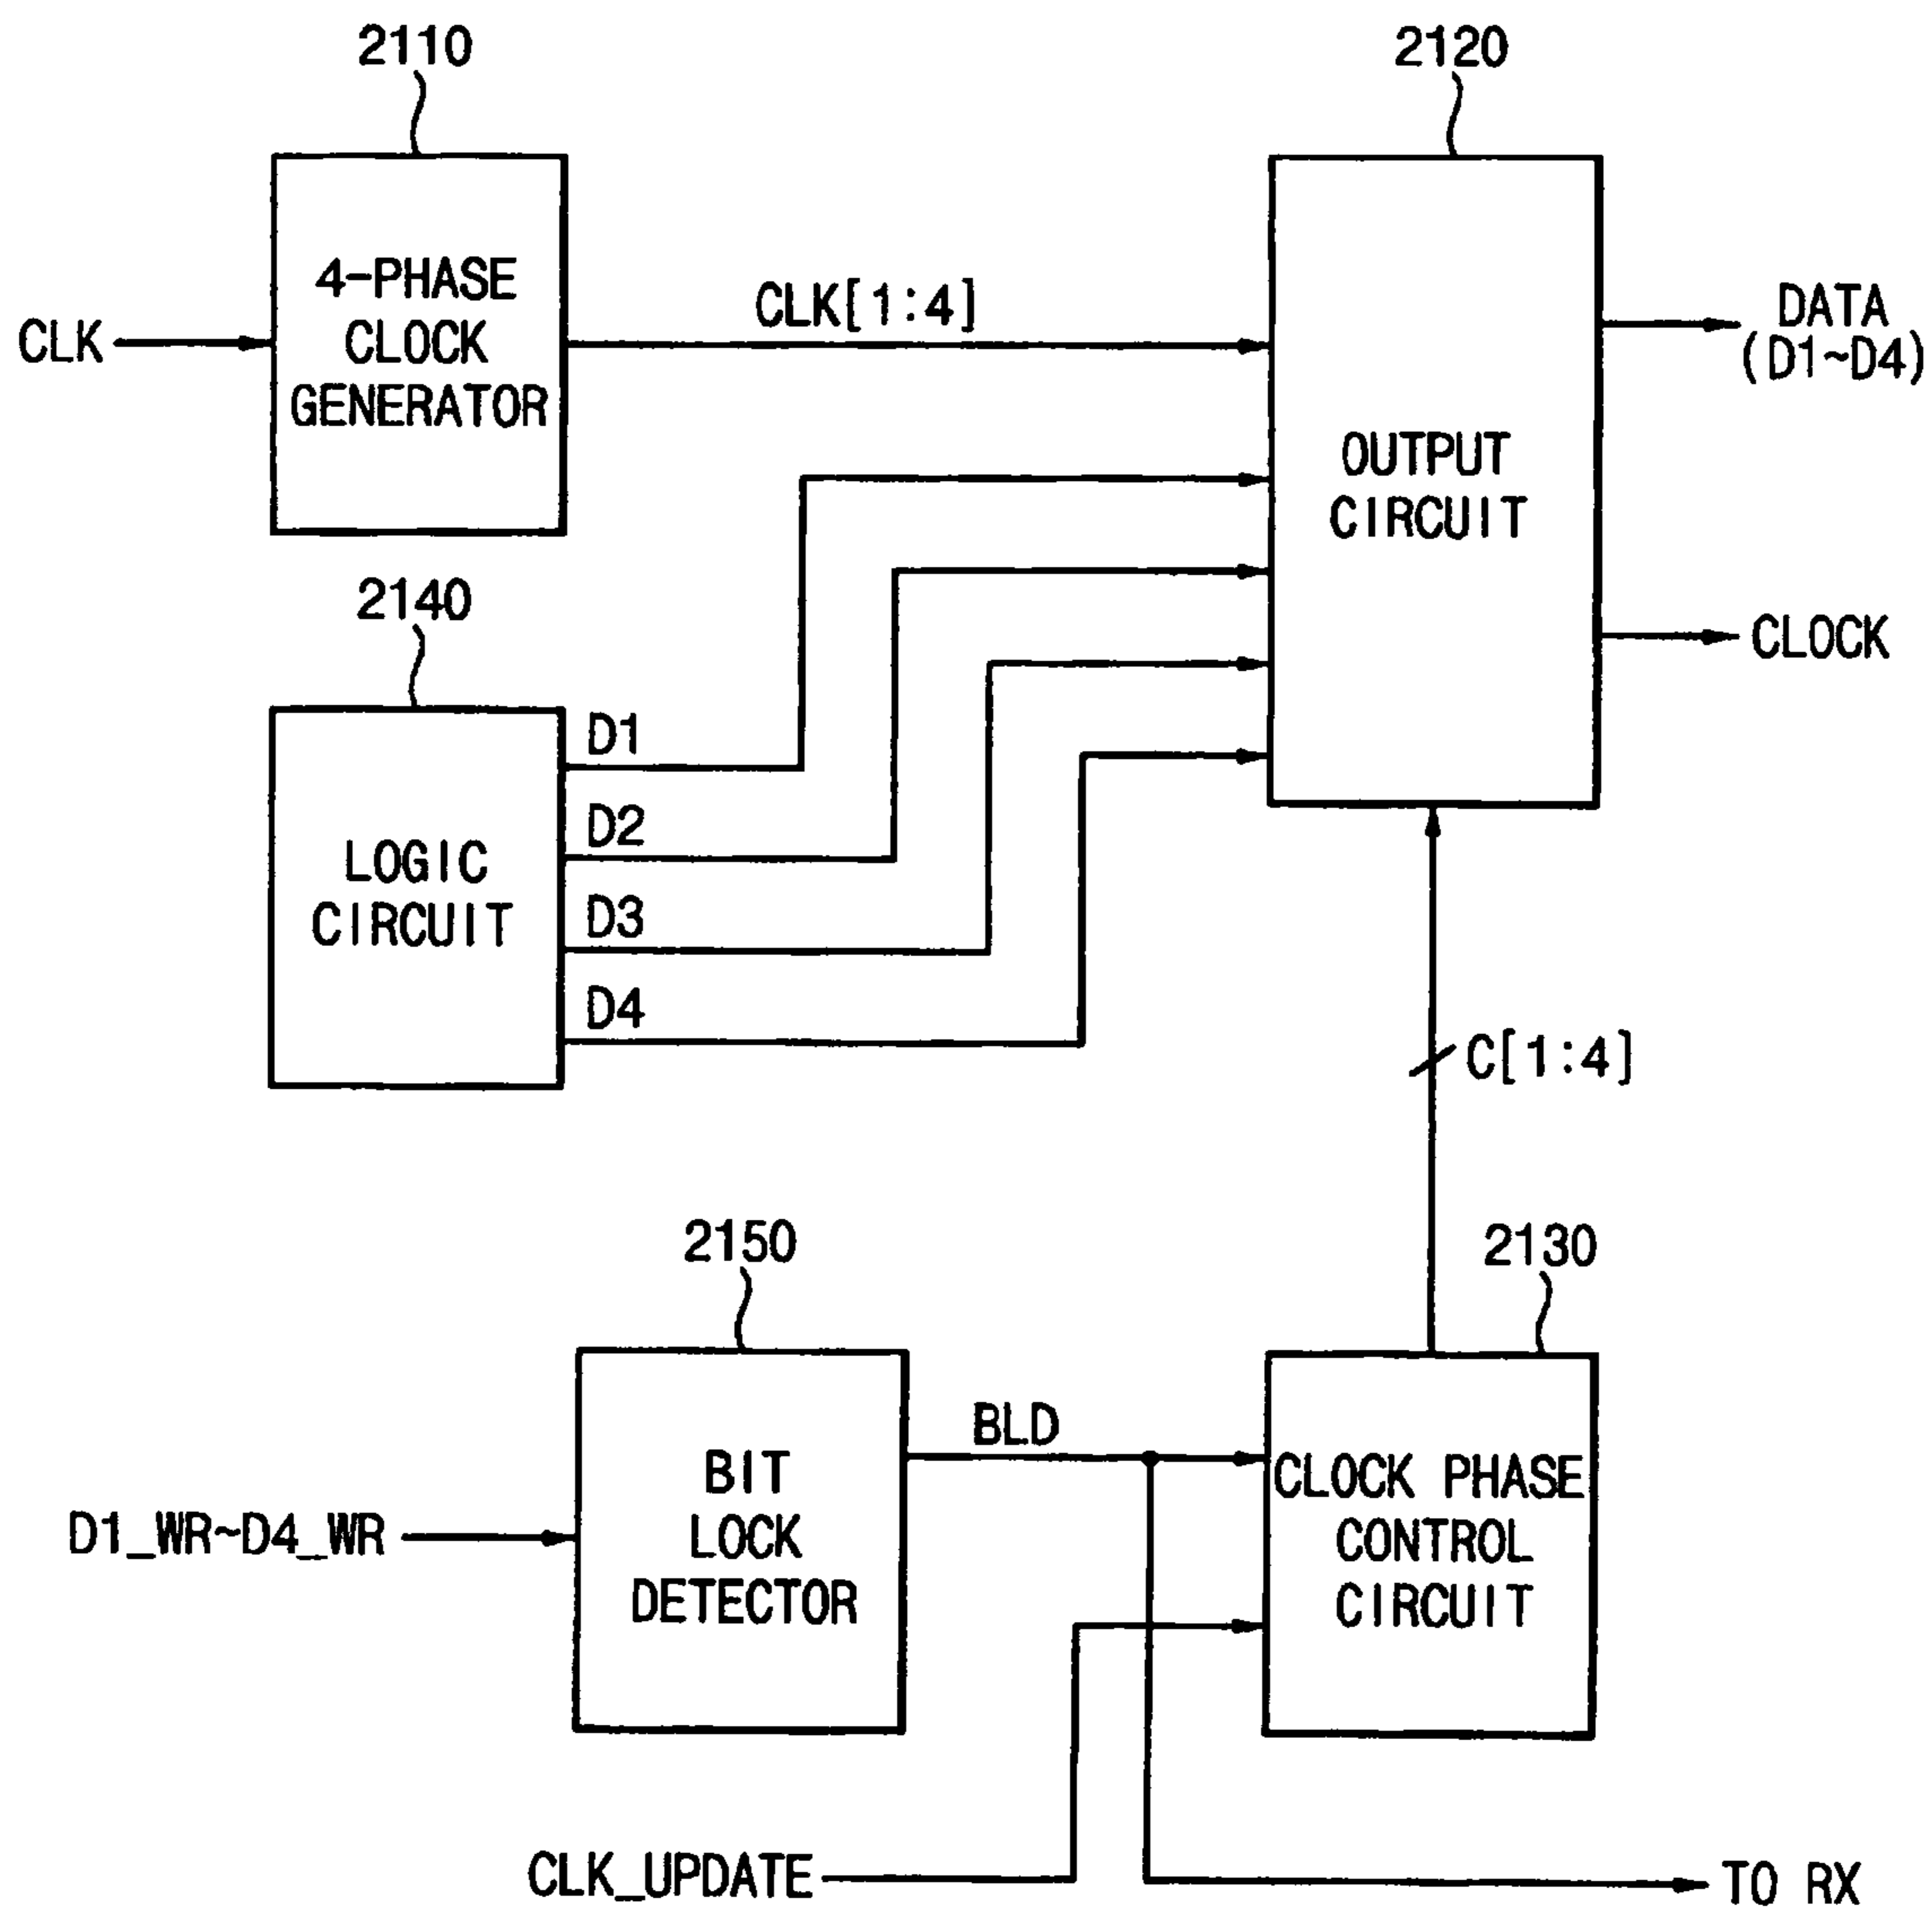 2110
2120
4-PHASE
CLOCK
GENERATOR
CLK
CLK[1:4]
DATA
(D1~D4)
OUTPUT
CIRCUIT
2140
CLOCK
D1
D2
LOGIC
CIRCUIT
D3
D4
C[1:4]
2150
2130
BLD
BIT
LOCK
DETECTOR
CLOCK PHASE
CONTROL
CIRCUIT
D1_WR~D4_WR
CLK_UPDATE
TO RX